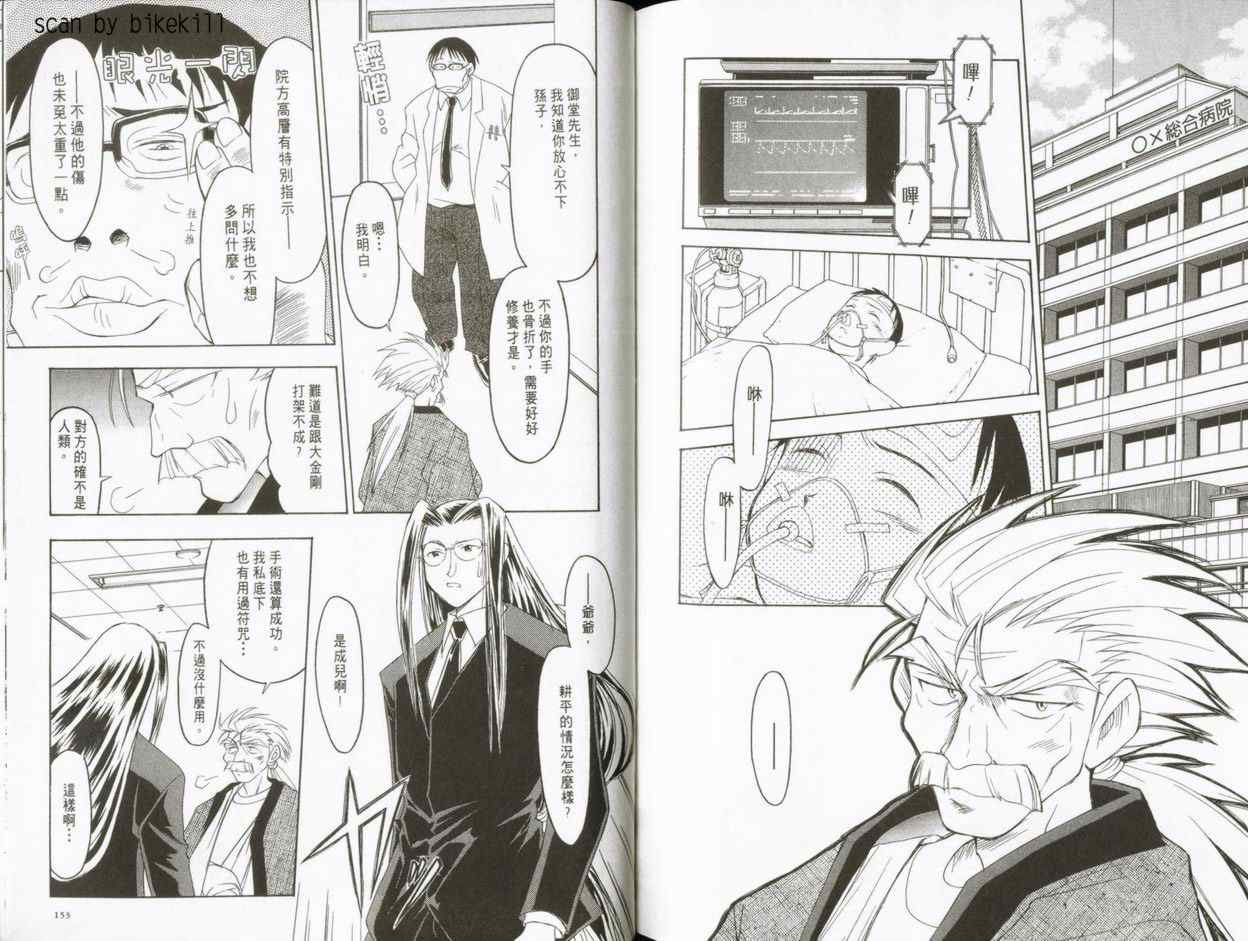 scan by bikekill
○×総合病院
嗶！
嗶！
咻
——
咻
——
——
御堂先生，
我知道你放心不下
孫子，
輕咳…
不過你的手
也骨折了，需要好好
修養才是。
嗯…
我明白。
院方高層有特別指示——
所以我也不想
多問什麼。
眼光一閃
往上推
——不過他的傷
也未免太重了一點。
難道是跟大金剛
打架不成？
對方的確不是
人類。
——爺爺，
耕平的情況怎麼樣？
是成兒啊！
手術還算成功。
我私底下
也有用過符咒…
不過沒什麼用。
這樣啊…
153